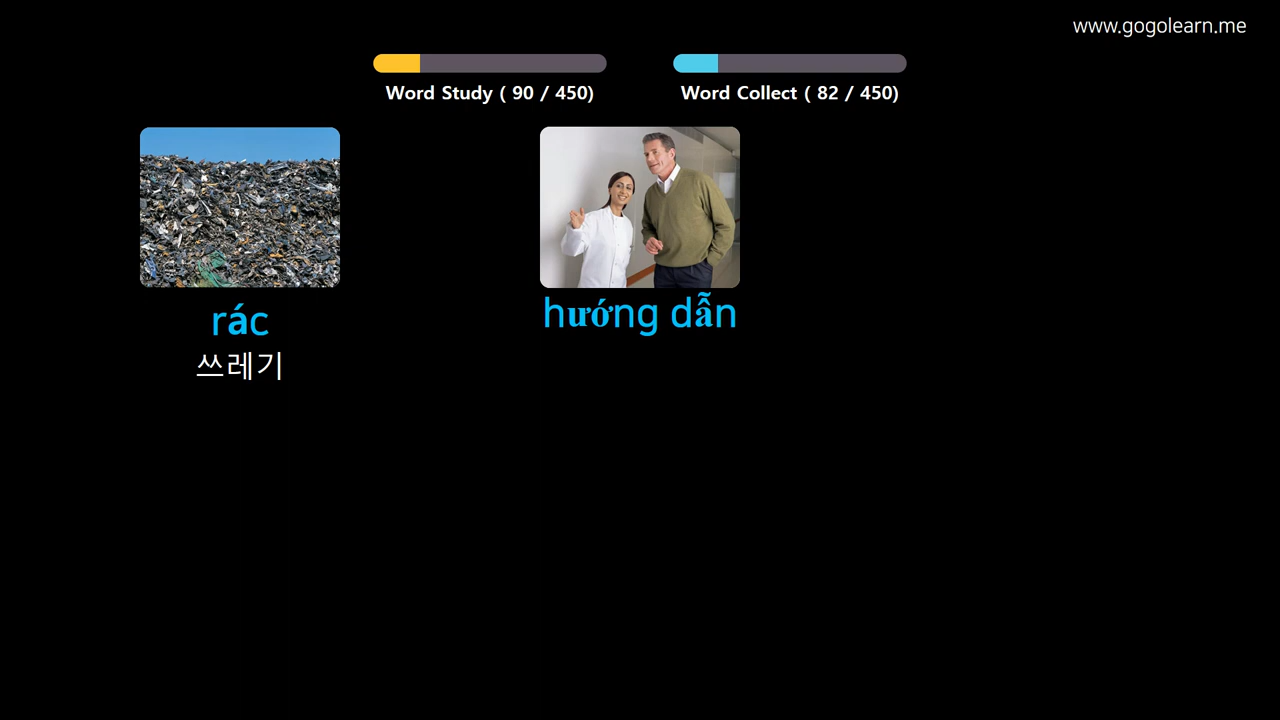 www.gogolearn.me
Word Study ( 90 / 450)
Word Collect ( 82 / 450)
rác
쓰레기
hướng dẫn